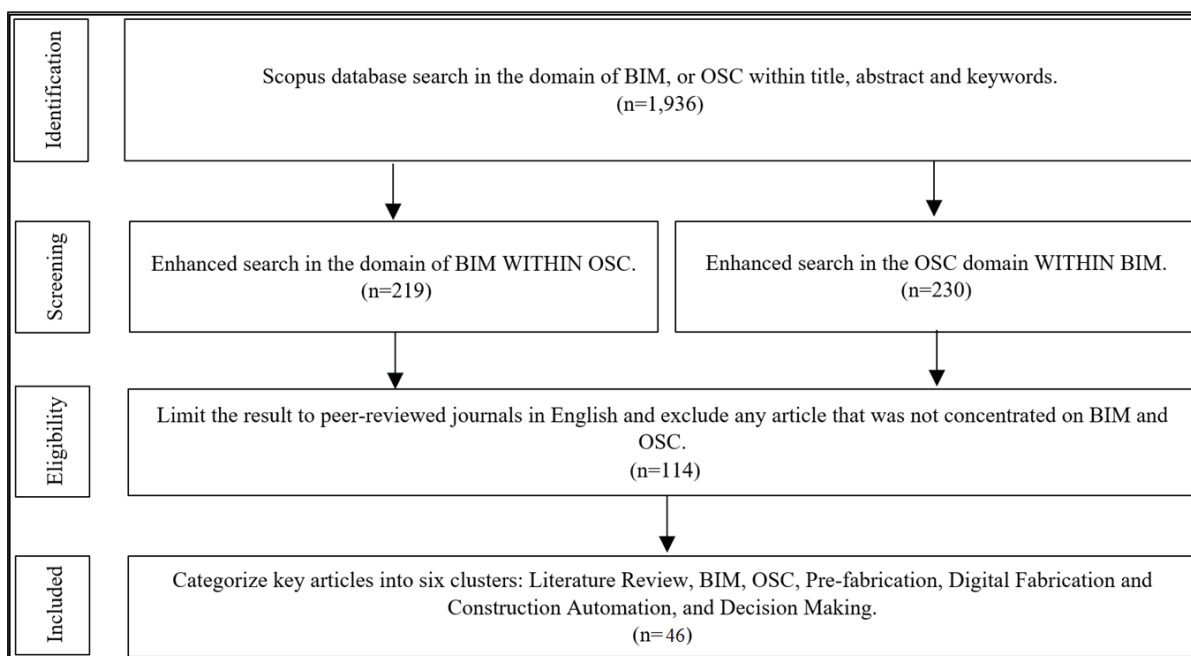 Identification
Scopus database search in the domain of BIM, or OSC within title, abstract and keywords.
(n=1,936)
Screening
Enhanced search in the domain of BIM WITHIN OSC.
(n=219)
Enhanced search in the OSC domain WITHIN BIM.
(n=230)
Eligibility
Limit the result to peer-reviewed journals in English and exclude any article that was not concentrated on BIM and
OSC.
(n=114)
Included
Categorize key articles into six clusters: Literature Review, BIM, OSC, Pre-fabrication, Digital Fabrication and
Construction Automation, and Decision Making.
(n=46)